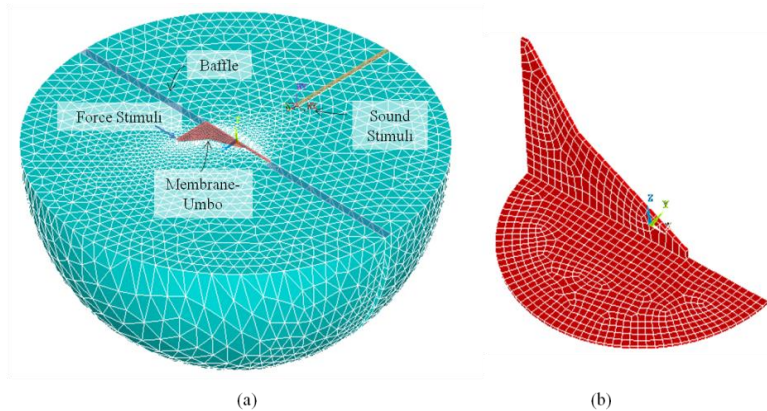 Baffle
Force Stimuli
Sound
Stimuli
Membrane-
Umbo
Z
Y
(a)
(b)